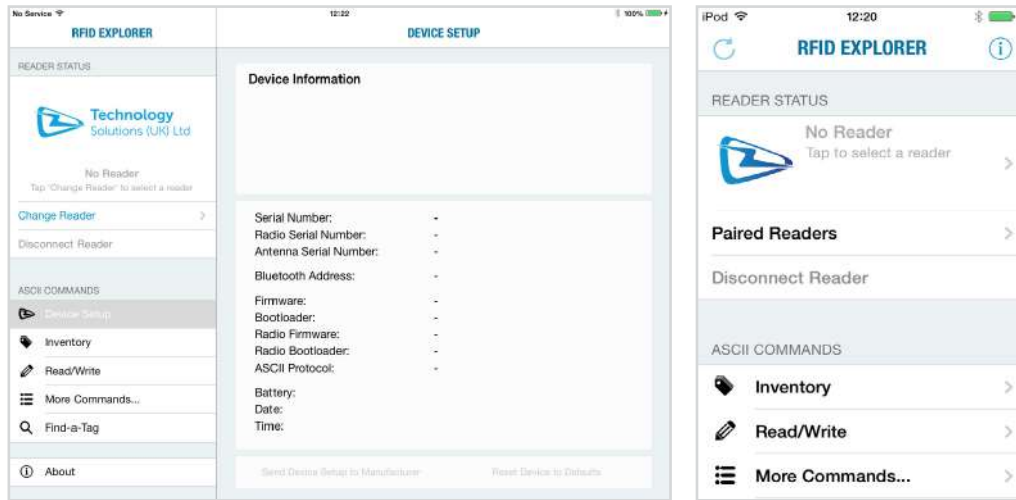 No Service
12:22
100%
RFID EXPLORER
DEVICE SETUP
READER STATUS
Technology
Solutions (UK) Ltd
No Reader
Tap "Change Reader" to select a reader
Change Reader
Disconnect Reader
ASCII COMMANDS
Device Setup
Inventory
Read/Write
More Commands...
Find-a-Tag
About
Device Information
Serial Number: -
Radio Serial Number: -
Antenna Serial Number: -
Bluetooth Address: -
Firmware: -
Bootloader: -
Radio Firmware: -
Radio Bootloader: -
ASCII Protocol: -
Battery:
Date:
Time:
Send Device Setup to Manufacturer
Reset Device to Defaults
iPod
12:20
RFID EXPLORER
READER STATUS
No Reader
Tap to select a reader
Paired Readers
Disconnect Reader
ASCII COMMANDS
Inventory
Read/Write
More Commands...